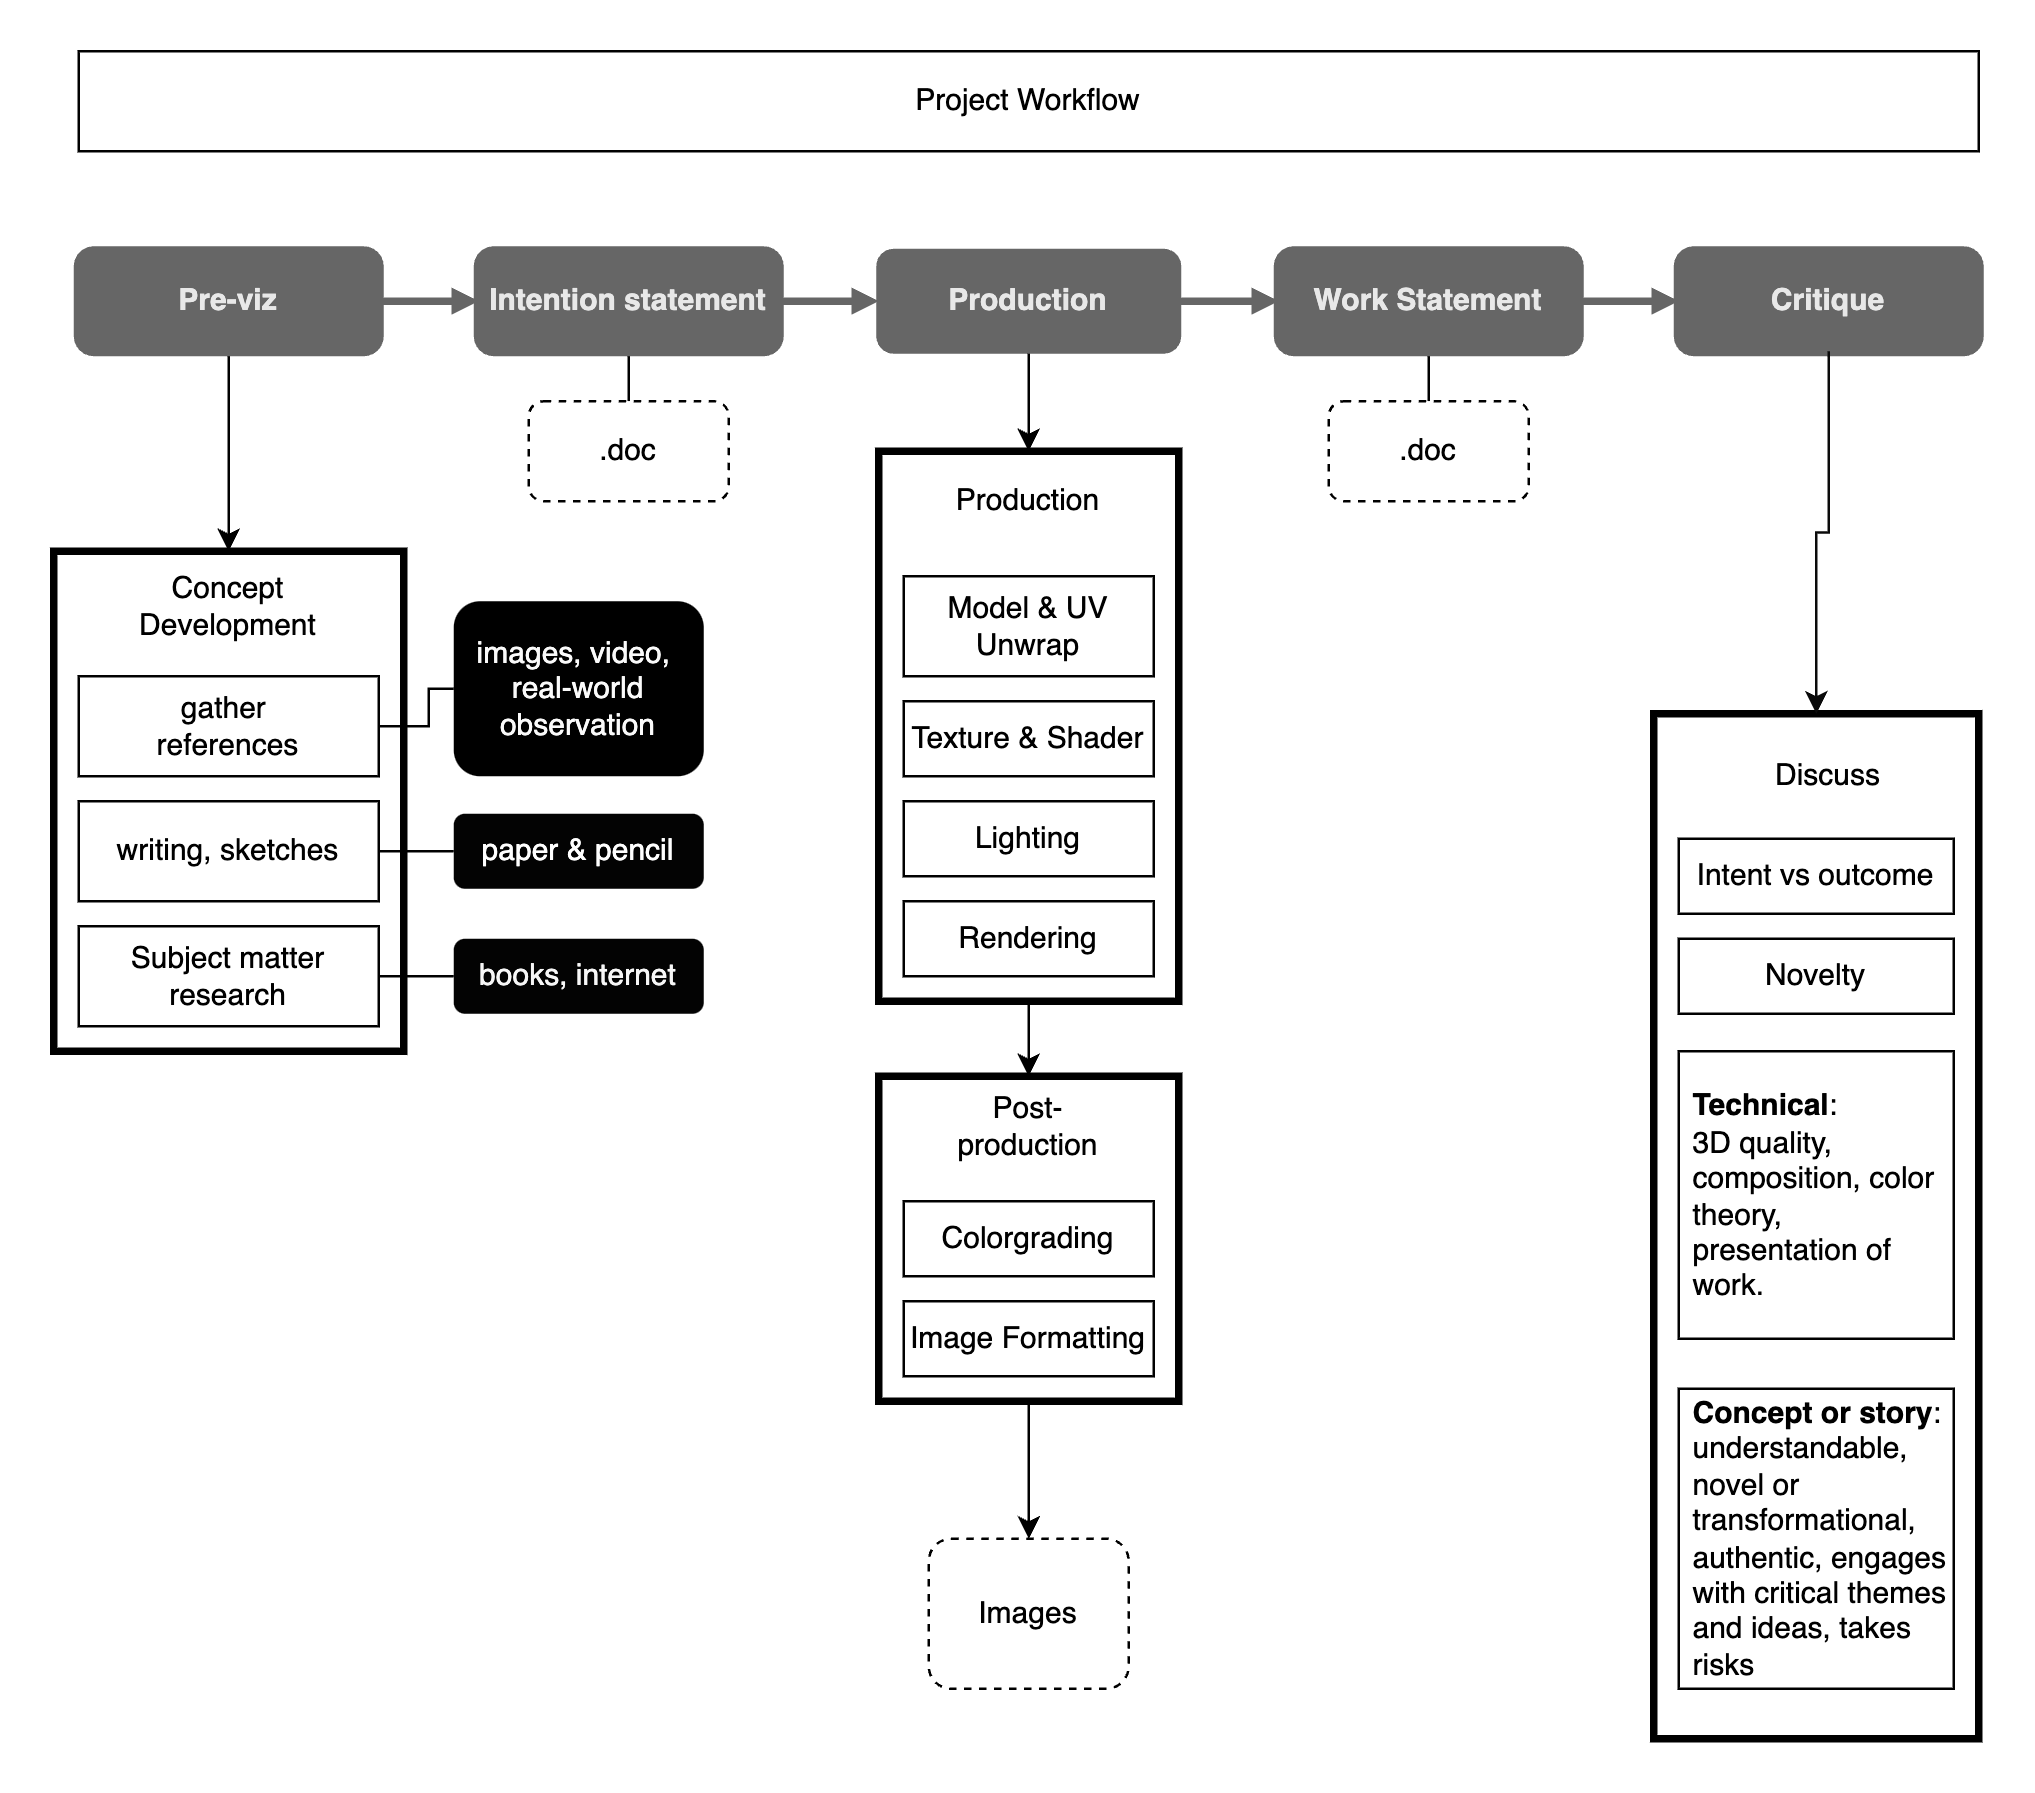 Project Workflow
Pre-viz
Intention statement
Production
Work Statement
Critique
.doc
.doc
Concept
Development
gather
references
images, video,
real-world
observation
writing, sketches
paper & pencil
Subject matter
research
books, internet
Production
Model & UV
Unwrap
Texture & Shader
Lighting
Rendering
Post-
production
Colorgrading
Image Formatting
Images
Discuss
Intent vs outcome
Novelty
Technical:
3D quality,
composition, color
theory,
presentation of
work.
Concept or story:
understandable,
novel or
transformational,
authentic, engages
with critical themes
and ideas, takes
risks